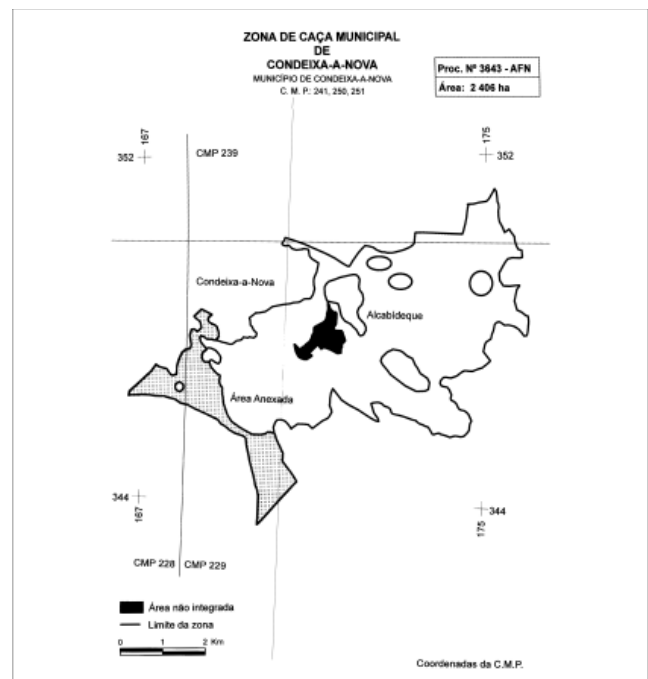 ZONA DE CAÇA MUNICIPAL
DE
CONDEIXA-A-NOVA
MUNICÍPIO DE CONDEIXA-A-NOVA
C. M. P.: 241, 250, 251
Proc. Nº 3643 - AFN
Área: 2 406 ha
167
175
352
CMP 239
352
Condeixa-a-Nova
Alcabideque
Área Anexada
344
167
344
175
CMP 228
CMP 229
Área não integrada
Limite da zona
0 1 2 Km
Coordenadas da C.M.P.